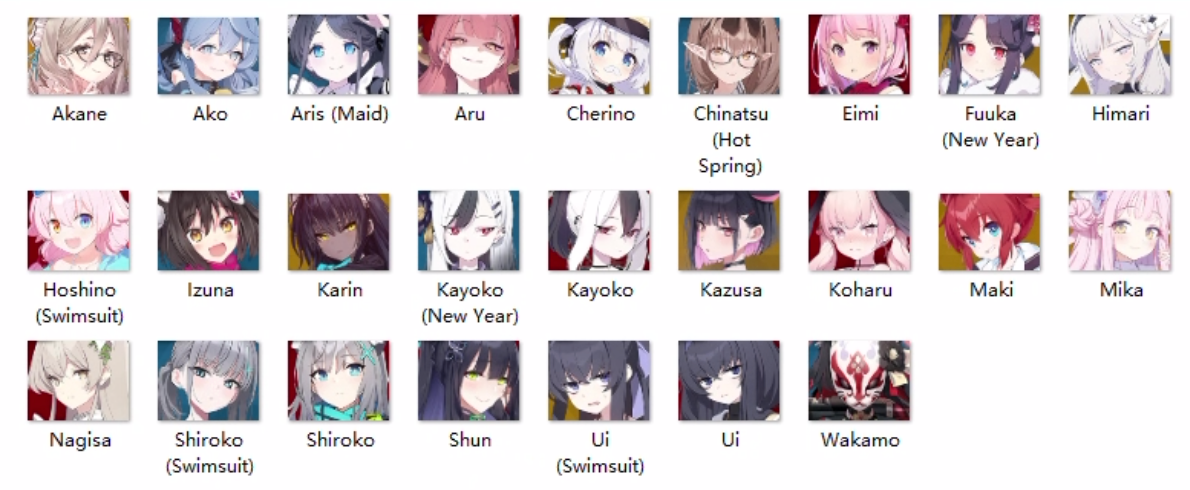 Akane
Ako
Aris (Maid)
Aru
Cherino
Chinatsu
(Hot
Spring)
Eimi
Fuuka
(New Year)
Himari
Hoshino
(Swimsuit)
Izuna
Karin
Kayoko
(New Year)
Kayoko
Kazusa
Koharu
Maki
Mika
Nagisa
Shiroko
(Swimsuit)
Shiroko
Shun
Ui
(Swimsuit)
Ui
Wakamo